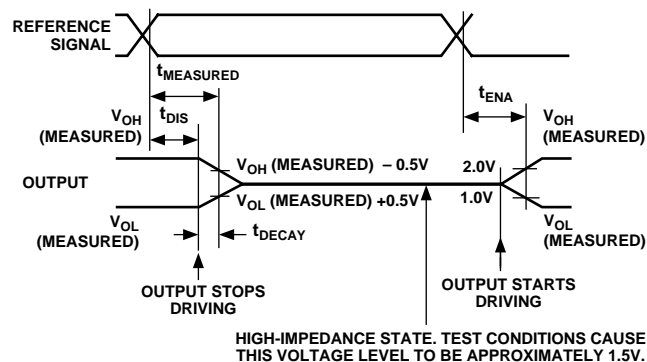 REFERENCE
SIGNAL
tMEASURED
tENA
VOH
(MEASURED)
tDIS
VOH
(MEASURED)
VOH (MEASURED) – 0.5V
2.0V
OUTPUT
VOL (MEASURED) +0.5V
1.0V
VOL
(MEASURED)
tDECAY
VOL
(MEASURED)
OUTPUT STOPS
DRIVING
OUTPUT STARTS
DRIVING
HIGH-IMPEDANCE STATE. TEST CONDITIONS CAUSE
THIS VOLTAGE LEVEL TO BE APPROXIMATELY 1.5V.